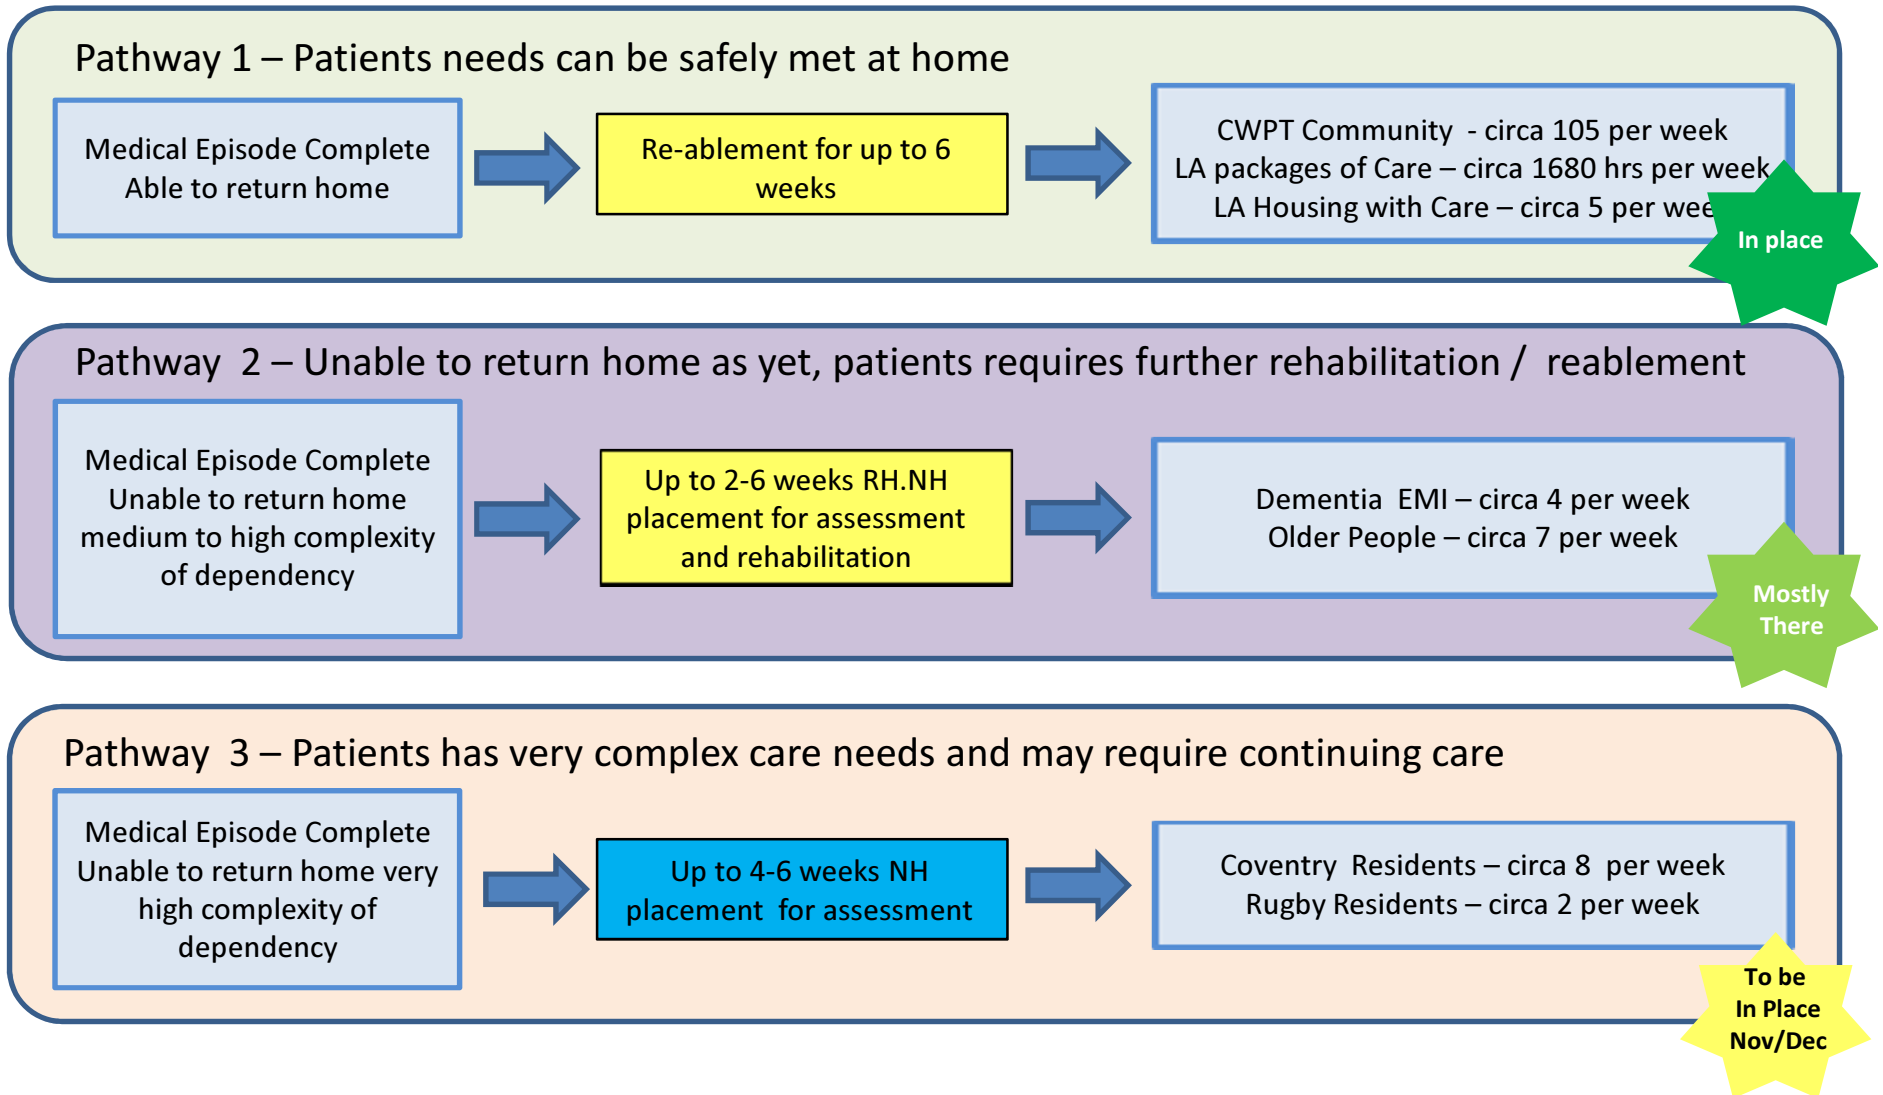 Pathway 1 – Patients needs can be safely met at home
Medical Episode Complete
Able to return home
Re-ablement for up to 6
weeks
CWPT Community - circa 105 per week
LA packages of Care – circa 1680 hrs per week
LA Housing with Care – circa 5 per wee
In place
Pathway 2 – Unable to return home as yet, patients requires further rehabilitation / reablement
Medical Episode Complete
Unable to return home
medium to high complexity
of dependency
Up to 2-6 weeks RH.NH
placement for assessment
and rehabilitation
Dementia EMI – circa 4 per week
Older People – circa 7 per week
Mostly
There
Pathway 3 – Patients has very complex care needs and may require continuing care
Medical Episode Complete
Unable to return home very
high complexity of
dependency
Up to 4-6 weeks NH
placement for assessment
Coventry Residents – circa 8 per week
Rugby Residents – circa 2 per week
To be
In Place
Nov/Dec